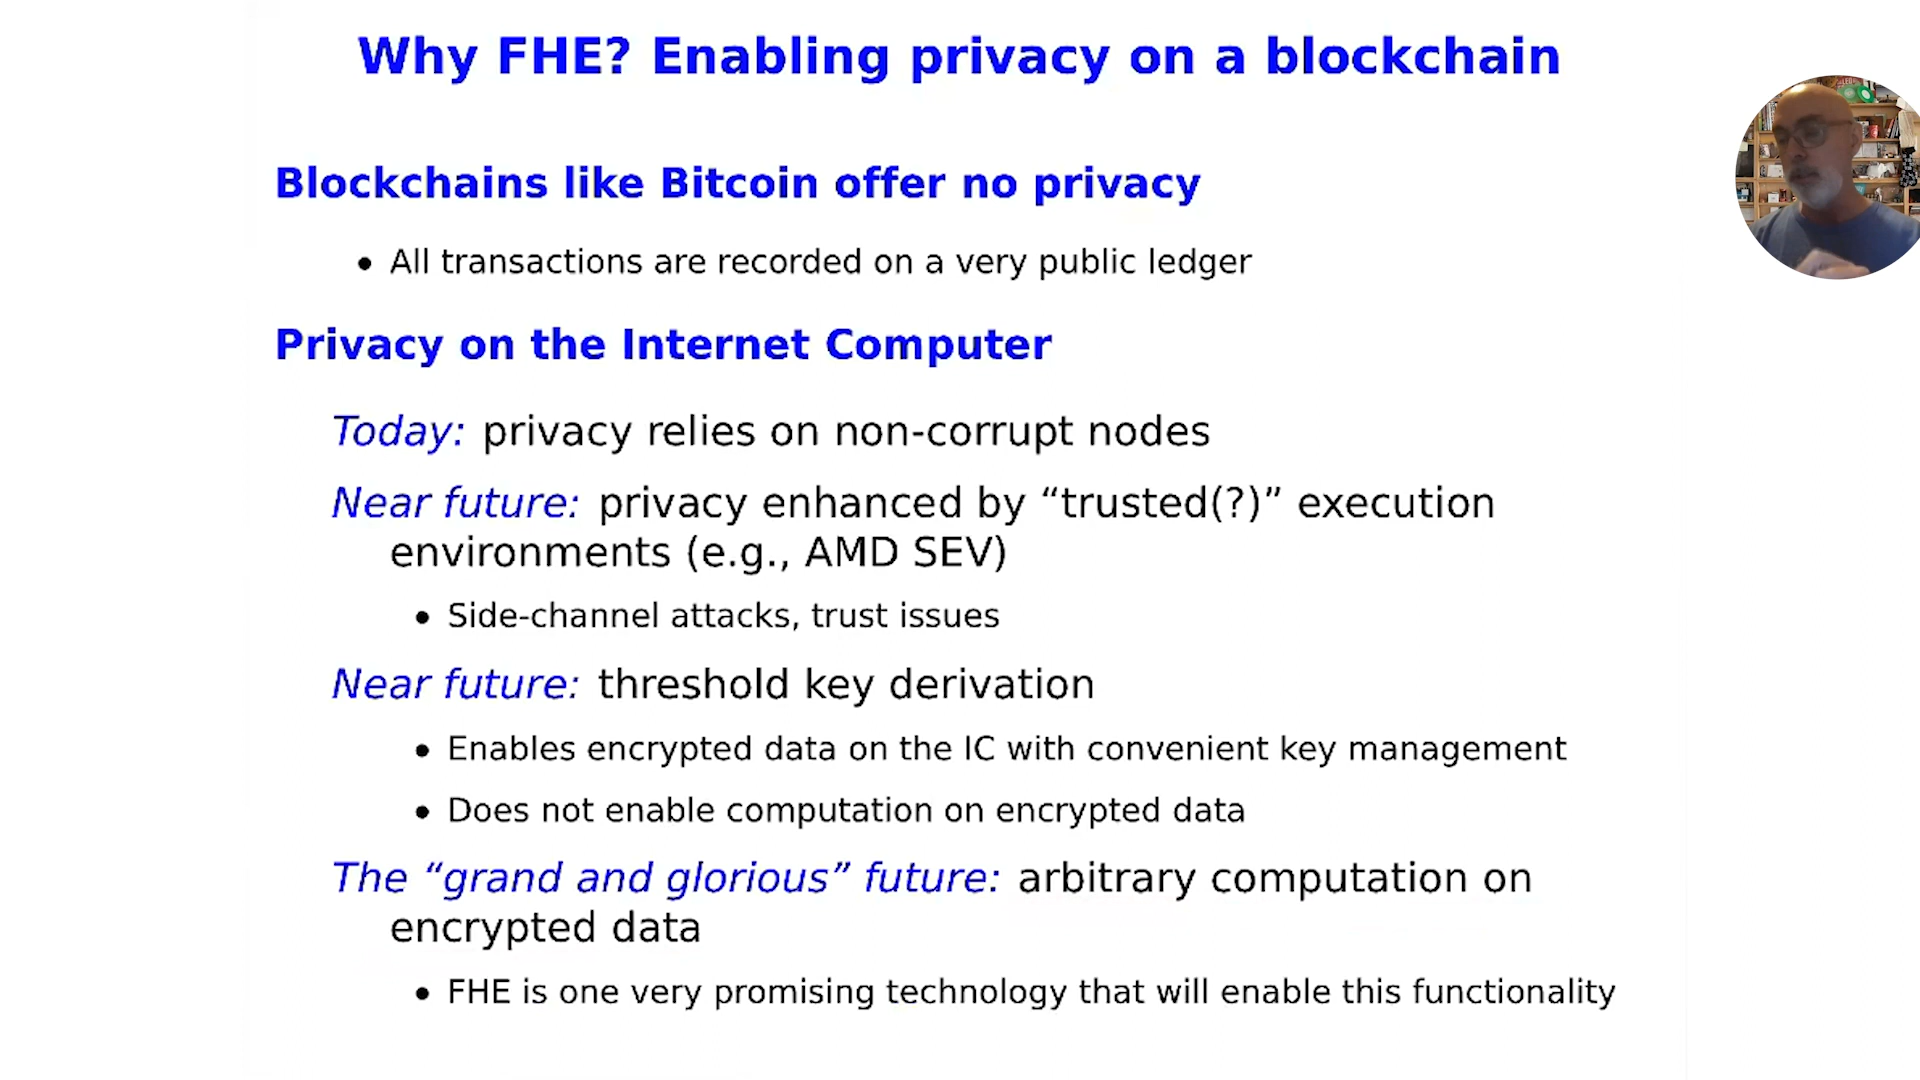 Why FHE? Enabling privacy on a blockchain
Blockchains like Bitcoin offer no privacy
• All transactions are recorded on a very public ledger
Privacy on the Internet Computer
Today: privacy relies on non-corrupt nodes
Near future: privacy enhanced by “trusted(?)” execution
environments (e.g., AMD SEV)
• Side-channel attacks, trust issues
Near future: threshold key derivation
• Enables encrypted data on the IC with convenient key management
• Does not enable computation on encrypted data
The “grand and glorious” future: arbitrary computation on
encrypted data
• FHE is one very promising technology that will enable this functionality